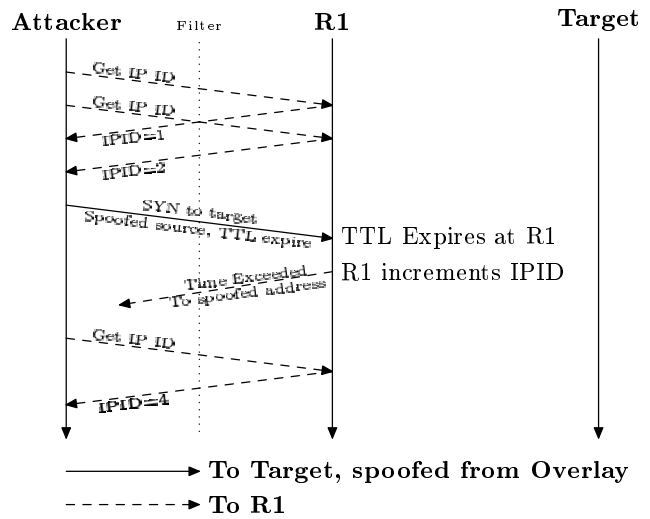 Attacker
Filter
R1
Target
Get IP ID
Get IP ID
IPID=1
IPID=2
SYN to target
Spoofed source, TTL expire
TTL Expires at R1
R1 increments IPID
Time Exceeded
To spoofed address
Get IP ID
IPID=4
To Target, spoofed from Overlay
To R1